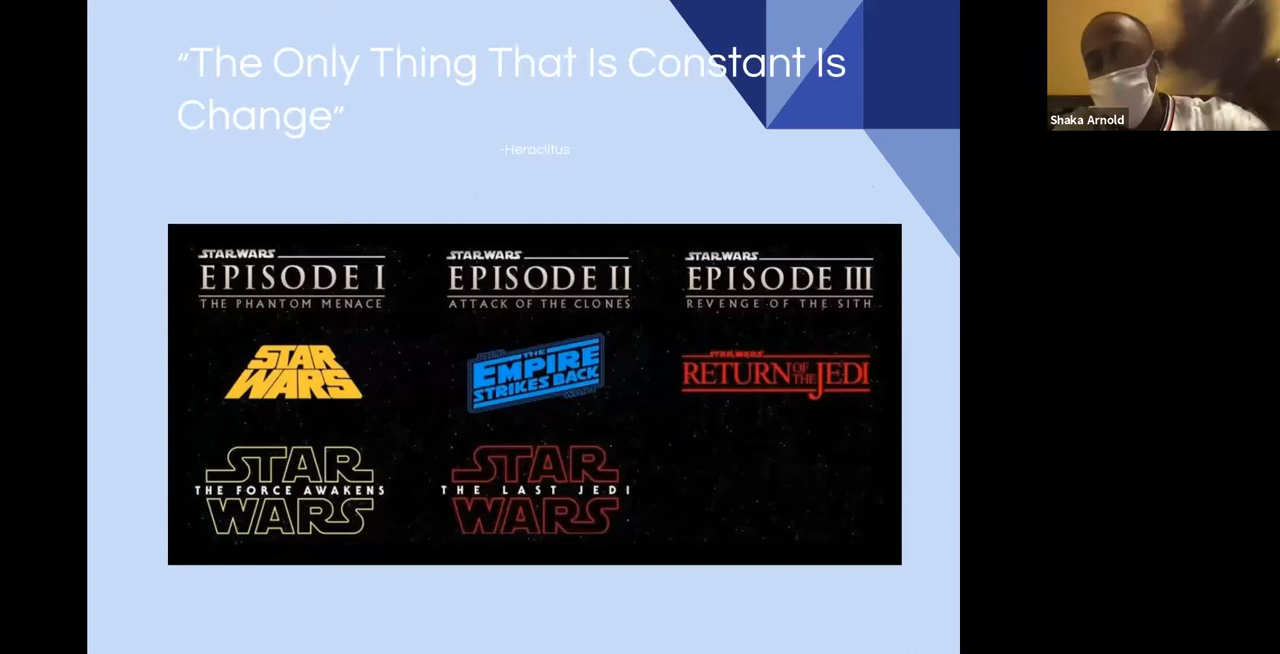 "The Only Thing That Is Constant Is
Change"
-Heraclitus
STAR WARS
EPISODE I
THE PHANTOM MENACE
STAR WARS
EPISODE II
ATTACK OF THE CLONES
STAR WARS
EPISODE III
REVENGE OF THE SITH
STAR
WARS
STAR
THE
EMPIRE
STRIKES BACK
WARS
STAR WARS
RETURN OF THE JEDI
STAR
THE FORCE AWAKENS
WARS
STAR
THE LAST JEDI
WARS
Shaka Arnold